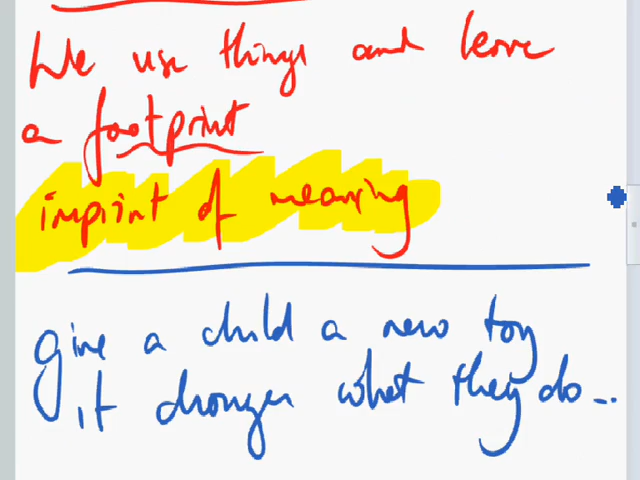 We use things and leave
a footprint
imprint of meaning
give a child a new toy
it changes what they do...